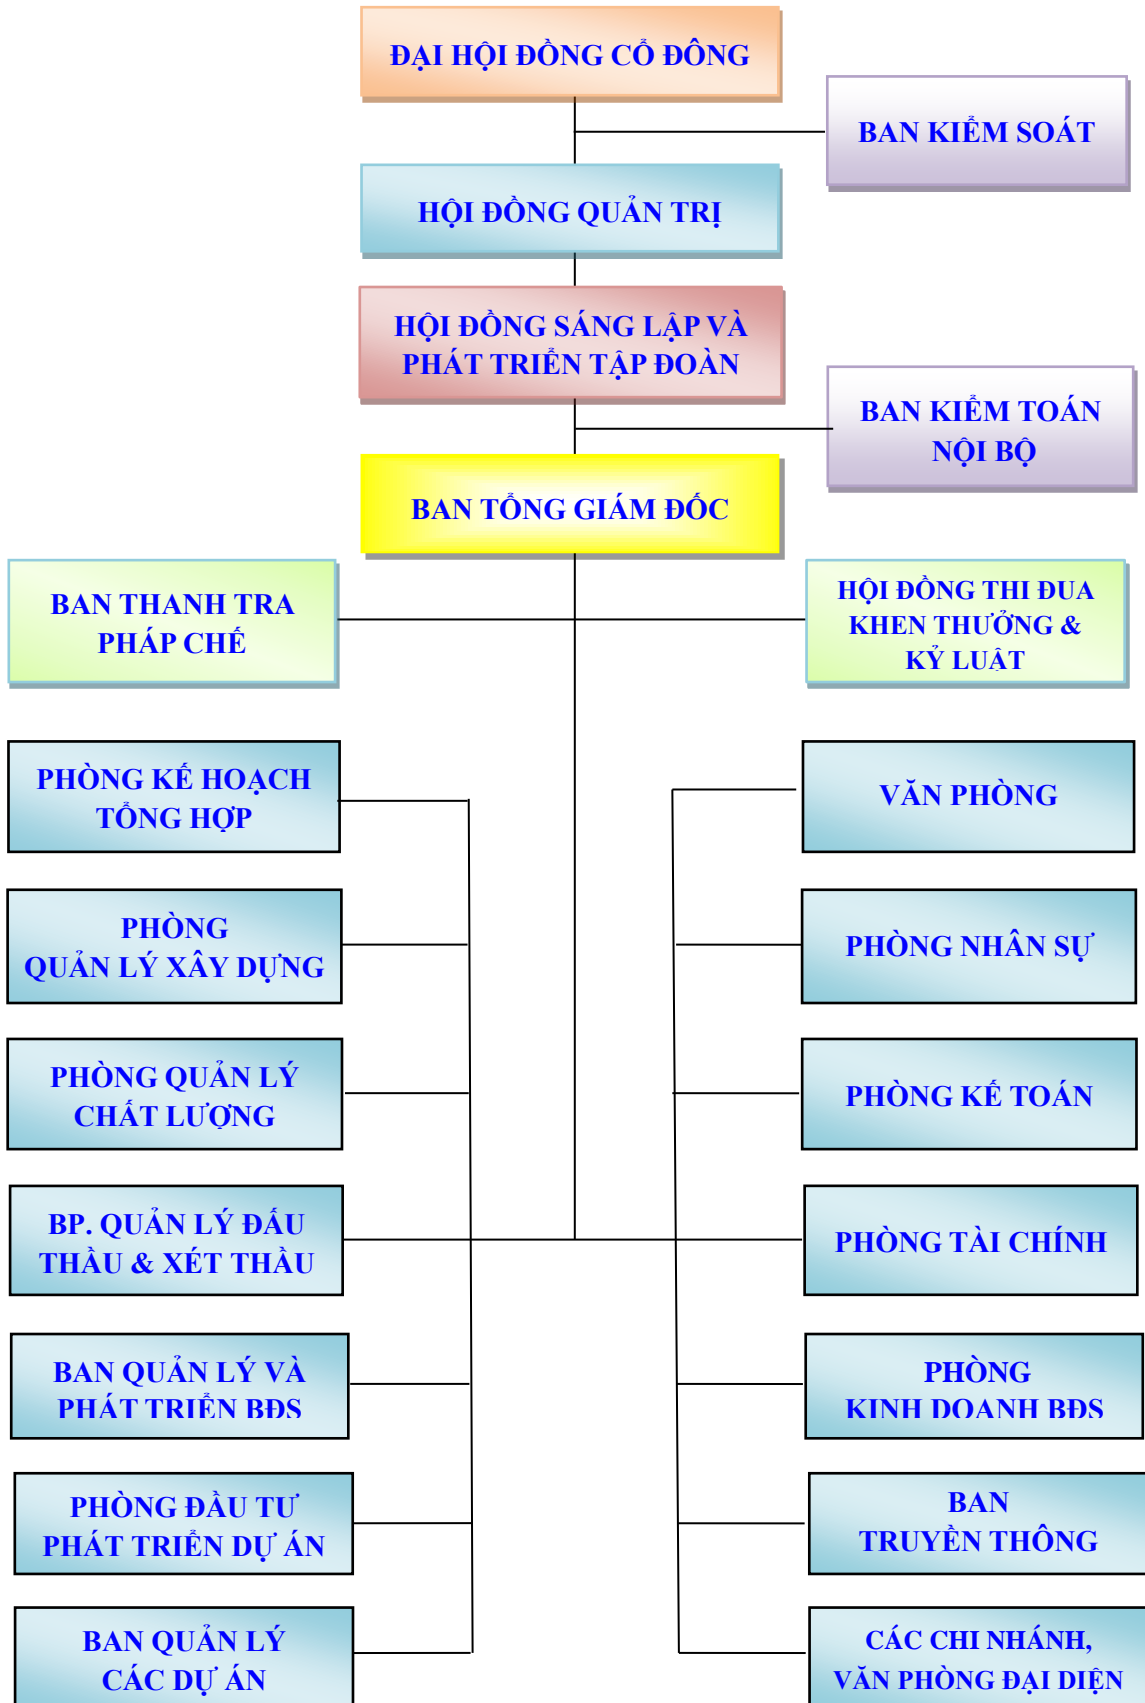 ĐẠI HỘI ĐỒNG CỔ ĐÔNG
BAN KIỂM SOÁT
HỘI ĐỒNG QUẢN TRỊ
HỘI ĐỒNG SÁNG LẬP VÀ
PHÁT TRIỂN TẬP ĐOÀN
BAN KIỂM TOÁN
NỘI BỘ
BAN TỔNG GIÁM ĐỐC
BAN THANH TRA
PHÁP CHẾ
HỘI ĐỒNG THI ĐUA
KHEN THƯỞNG &
KỶ LUẬT
PHÒNG KẾ HOẠCH
TỔNG HỢP
VĂN PHÒNG
PHÒNG
QUẢN LÝ XÂY DỰNG
PHÒNG NHÂN SỰ
PHÒNG QUẢN LÝ
CHẤT LƯỢNG
PHÒNG KẾ TOÁN
BP. QUẢN LÝ ĐẤU
THẦU & XÉT THẦU
PHÒNG TÀI CHÍNH
BAN QUẢN LÝ VÀ
PHÁT TRIỂN BĐS
PHÒNG
KINH DOANH BĐS
PHÒNG ĐẦU TƯ
PHÁT TRIỂN DỰ ÁN
BAN
TRUYỀN THÔNG
BAN QUẢN LÝ
CÁC DỰ ÁN
CÁC CHI NHÁNH,
VĂN PHÒNG ĐẠI DIỆN